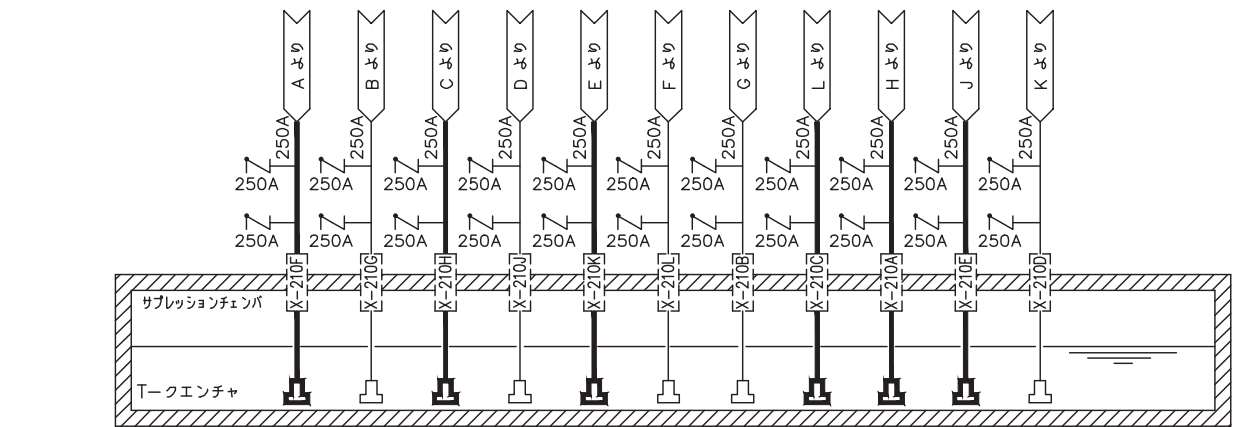 Aより Bより Cより Dより Eより Fより Gより Lより Hより Jより Kより
250A 250A 250A 250A 250A 250A 250A 250A 250A 250A 250A
250A 250A 250A 250A 250A 250A 250A 250A 250A 250A 250A
250A 250A 250A 250A 250A 250A 250A 250A 250A 250A 250A
X-210F X-210G X-210H X-210J X-210K X-210L X-210B X-210C X-210A X-210E X-210D
サプレッションチェンバ
Tークエンチャ